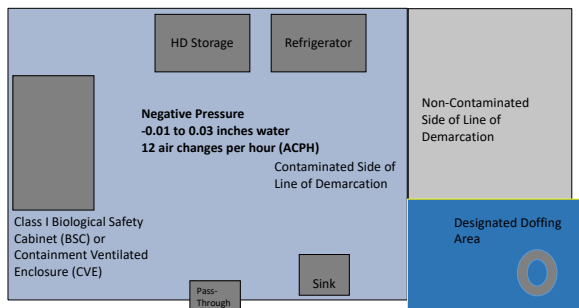 HD Storage
Refrigerator
Negative Pressure
-0.01 to 0.03 inches water
12 air changes per hour (ACPH)
Contaminated Side of
Line of Demarcation
Non-Contaminated
Side of Line of
Demarcation
Class I Biological Safety
Cabinet (BSC) or
Containment Ventilated
Enclosure (CVE)
Designated Doffing
Area
Sink
Pass-
Through